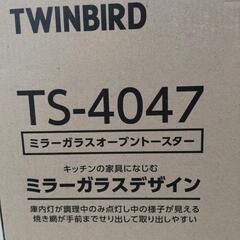 TWINBIRD
TS-4047
ミラーガラスオーブントースター
キッチンの家具になじむ
ミラーガラスデザイン
庫内灯が調理中のみ点灯し中の様子が見える
焼き網が手前までせり出して取り出しやすい